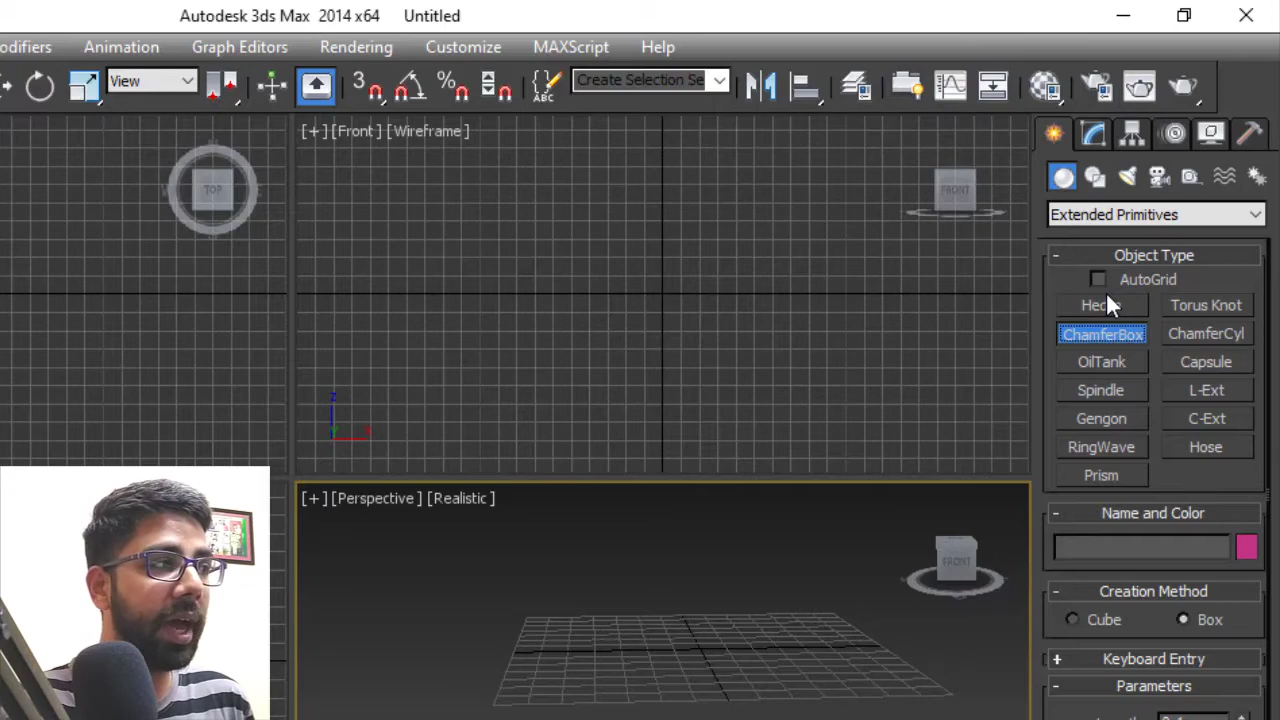 Autodesk 3ds Max 2014 x64 Untitled
odifiers Animation Graph Editors Rendering Customize MAXScript Help
View
3
%
ABC
Create Selection Se
[+] [Front] [Wireframe]
TOP
FRONT
Extended Primitives
- Object Type
AutoGrid
Torus Knot
ChamferBox ChamferCyl
OilTank Capsule
Spindle L-Ext
Gengon C-Ext
RingWave Hose
Prism
z
x
[+] [Perspective] [Realistic]
FRONT
- Name and Color
- Creation Method
Cube Box
+ Keyboard Entry
- Parameters